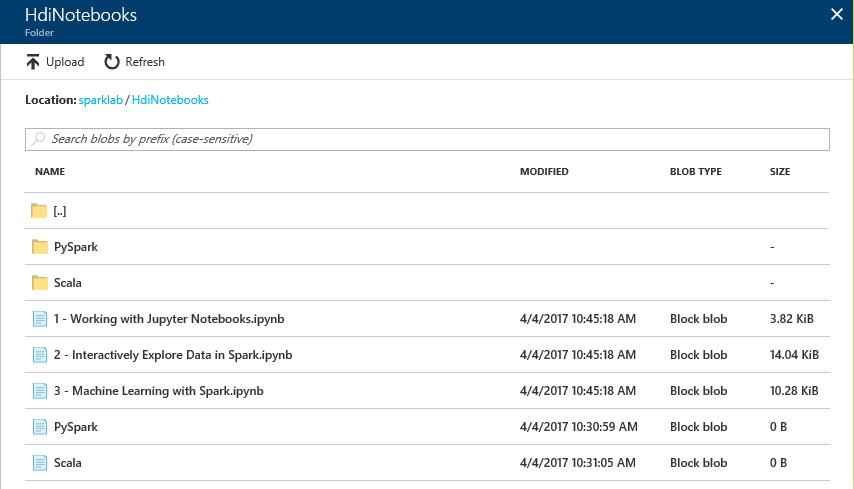 HdiNotebooks
Folder
Upload Refresh
Location: sparklab / HdiNotebooks
Search blobs by prefix (case-sensitive)
NAME MODIFIED BLOB TYPE SIZE
[..]
PySpark -
Scala -
1 - Working with Jupyter Notebooks.ipynb 4/4/2017 10:45:18 AM Block blob 3.82 KiB
2 - Interactively Explore Data in Spark.ipynb 4/4/2017 10:45:18 AM Block blob 14.04 KiB
3 - Machine Learning with Spark.ipynb 4/4/2017 10:45:18 AM Block blob 10.28 KiB
PySpark 4/4/2017 10:30:59 AM Block blob 0 B
Scala 4/4/2017 10:31:05 AM Block blob 0 B